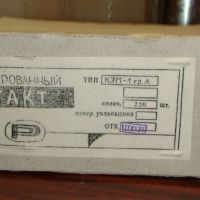 РОВАННЫЙ
АКТ
ТИП КЭМ-1 гр. А
колич. 250 шт.
номер упаковщика
ОТК